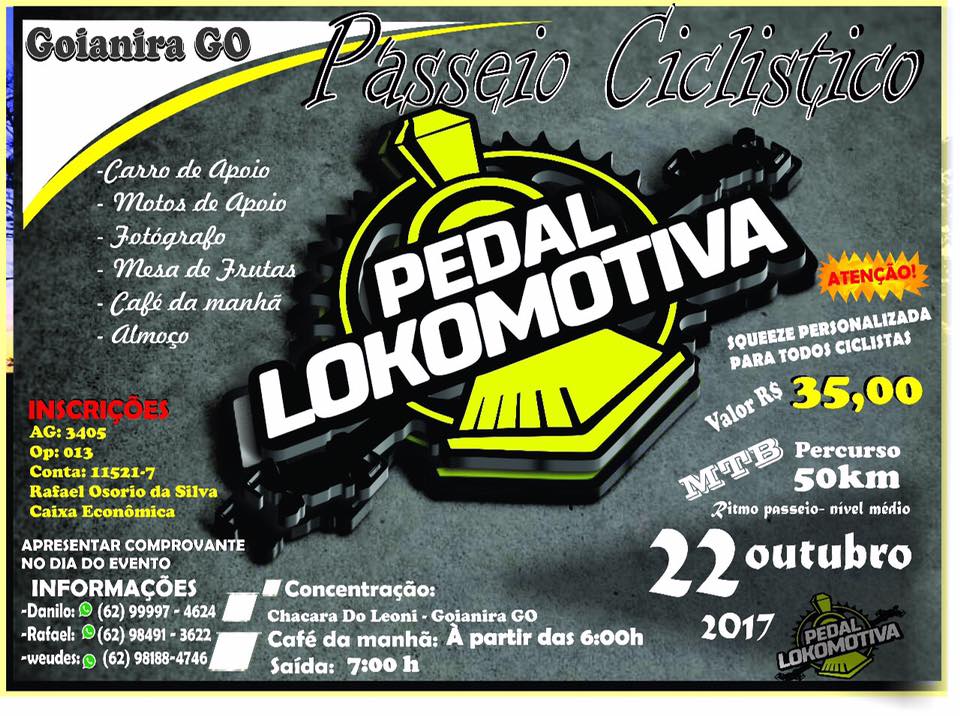 Goianira GO
Passeio Ciclistico
-Carro de Apoio
- Motos de Apoio
- Fotógrafo
- Mesa de Frutas
- Café da manhã
- Almoço
PEDAL
LOKOMOTIVA
ATENÇÃO!
SQUEEZE PERSONALIZADA
PARA TODOS CICLISTAS
Valor R$ 35,00
MTB Percurso
50km
Ritmo passeio- nível médio
22 outubro
2017
INSCRIÇÕES
AG: 3405
Op: 013
Conta: 11521-7
Rafael Osorio da Silva
Caixa Econômica
APRESENTAR COMPROVANTE
NO DIA DO EVENTO
INFORMAÇÕES
-Danilo: (62) 99997 - 4624
-Rafael: (62) 98491 - 3622
-weudes: (62) 98188-4746
Concentração:
Chacara Do Leoni - Goianira GO
Café da manhã: À partir das 6:00h
Saída: 7:00 h
PEDAL
LOKOMOTIVA